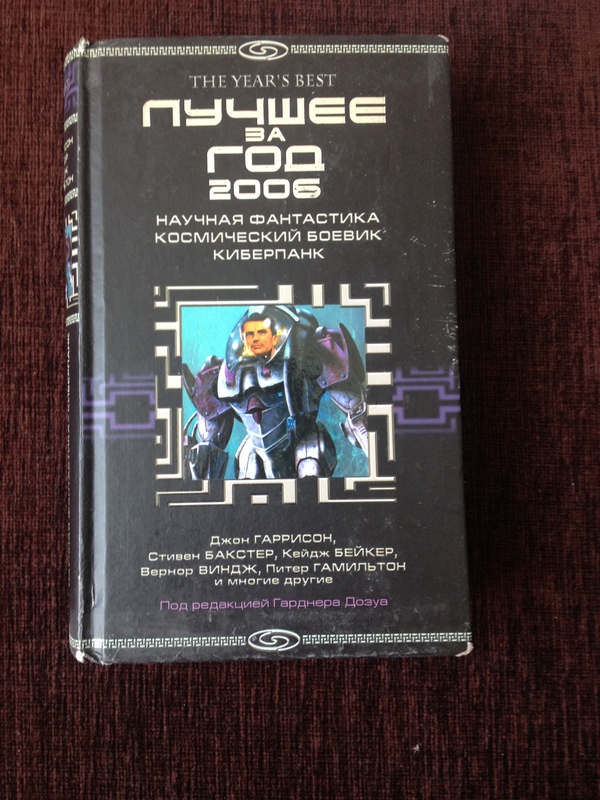 THE YEAR'S BEST
ЛУЧШЕЕ
ЗА
ГОД
2006
НАУЧНАЯ ФАНТАСТИКА
КОСМИЧЕСКИЙ БОЕВИК
КИБЕРПАНК
Джон ГАРРИСОН,
Стивен БАКСТЕР, Кейдж БЕЙКЕР,
Вернор ВИНДЖ, Питер ГАМИЛЬТОН
и многие другие
Под редакцией Гарднера Дозуа